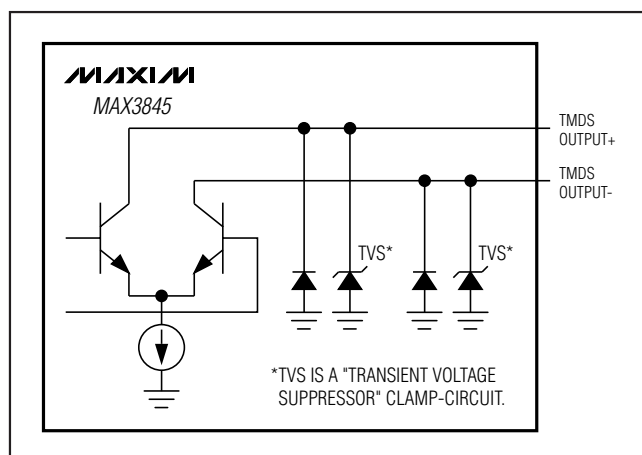 MAXIM
MAX3845
TMDS
OUTPUT+
TMDS
OUTPUT-
TVS*
TVS*
*TVS IS A "TRANSIENT VOLTAGE
SUPPRESSOR" CLAMP-CIRCUIT.